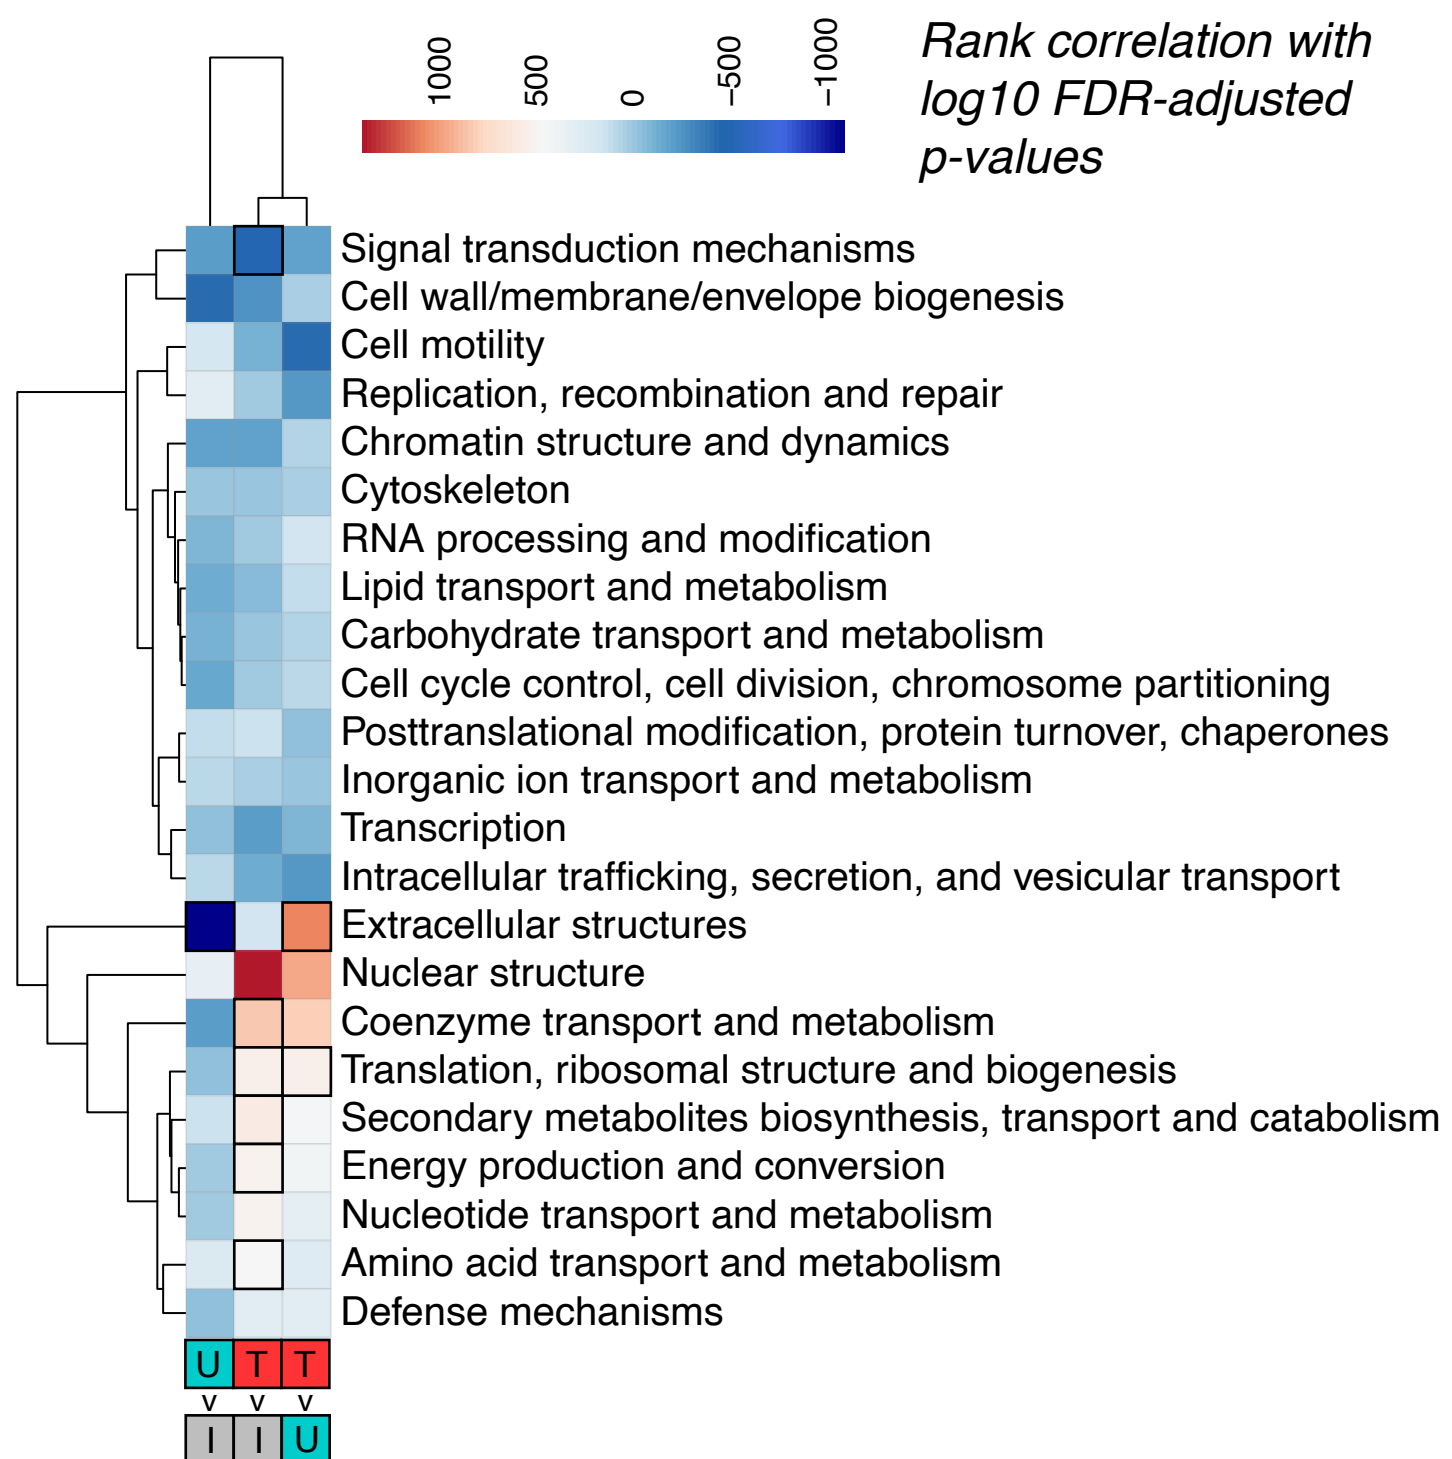 1000
500
0
−500
−1000
Rank correlation with
log10 FDR-adjusted
p-values
Signal transduction mechanisms
Cell wall/membrane/envelope biogenesis
Cell motility
Replication, recombination and repair
Chromatin structure and dynamics
Cytoskeleton
RNA processing and modification
Lipid transport and metabolism
Carbohydrate transport and metabolism
Cell cycle control, cell division, chromosome partitioning
Posttranslational modification, protein turnover, chaperones
Inorganic ion transport and metabolism
Transcription
Intracellular trafficking, secretion, and vesicular transport
Extracellular structures
Nuclear structure
Coenzyme transport and metabolism
Translation, ribosomal structure and biogenesis
Secondary metabolites biosynthesis, transport and catabolism
Energy production and conversion
Nucleotide transport and metabolism
Amino acid transport and metabolism
Defense mechanisms
U T T
v v v
I I U